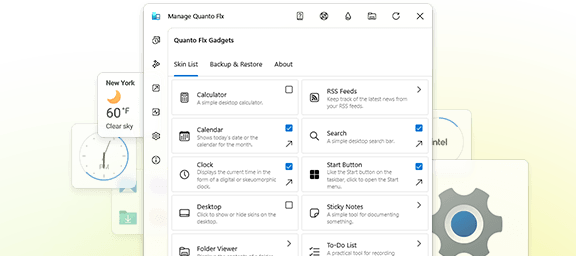 Manage Quanto Flx
Quanto Flx Gadgets
Skin List
Backup & Restore
About
Calculator
A simple desktop calculator.
RSS Feeds
Keep track of the latest news from
your RSS feeds.
Calendar
Shows today's date or the
calendar for the month.
Search
A simple desktop search bar.
Clock
Displays the current time in the
form of a digital or skeumorphic
clock.
Start Button
Like the Start button on the
taskbar, click to open the Start
menu.
Desktop
Click to show or hide skins on the
desktop.
Sticky Notes
A simple tool for documenting
something.
Folder Viewer
To-Do List
A practical tool for recording
New York
60°F
Clear sky
ntel